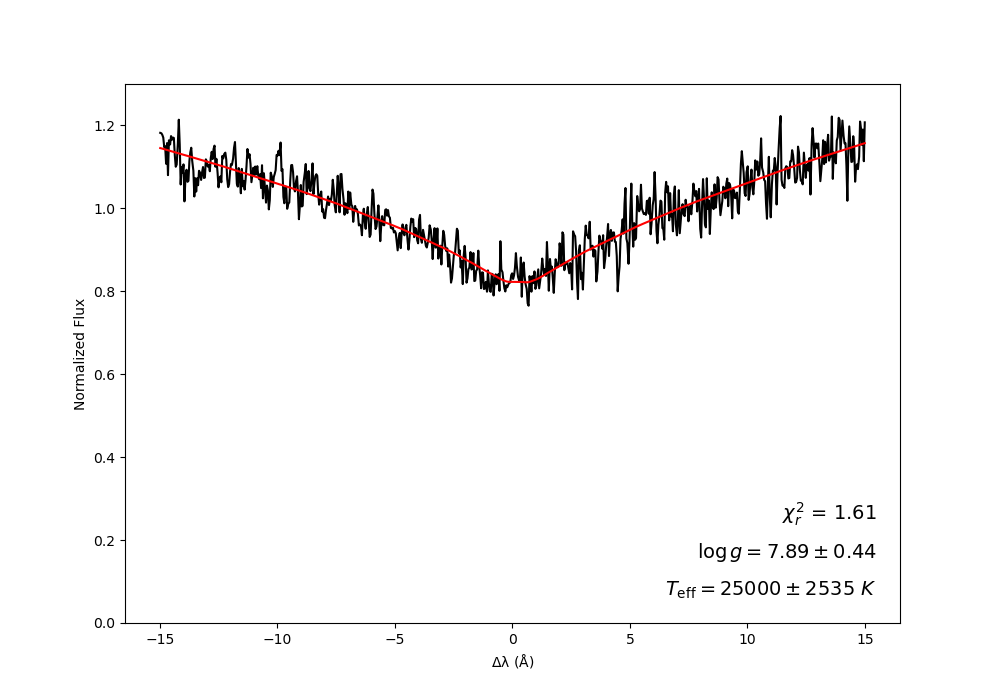 Normalized Flux
1.2
1.0
0.8
0.6
0.4
0.2
0.0
χ²ᵣ = 1.61
log g = 7.89 ± 0.44
T_eff = 25000 ± 2535 K
−15 −10 −5 0 5 10 15
Δλ (Å)